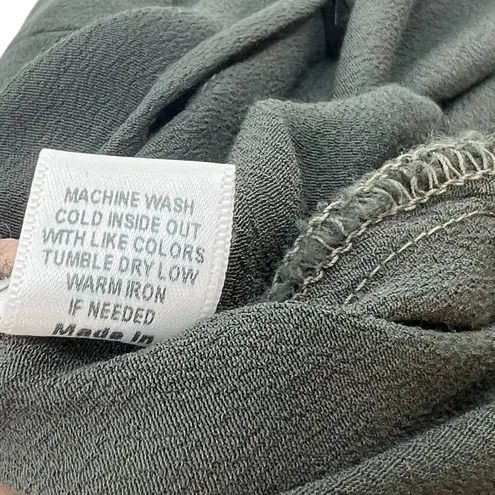 MACHINE WASH
COLD INSIDE OUT
WITH LIKE COLORS
TUMBLE DRY LOW
WARM IRON
IF NEEDED
Made in